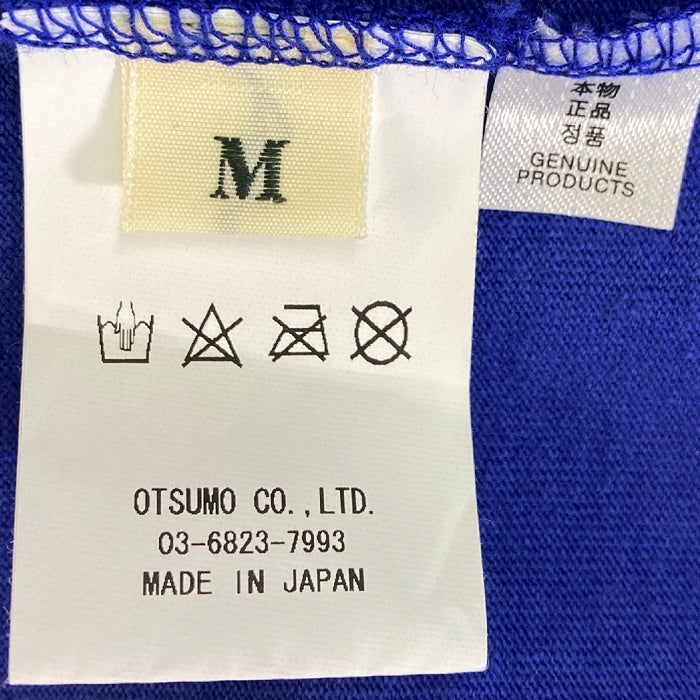 M
本物
正品
정품
GENUINE
PRODUCTS
OTSUMO CO.,LTD.
03-6823-7993
MADE IN JAPAN